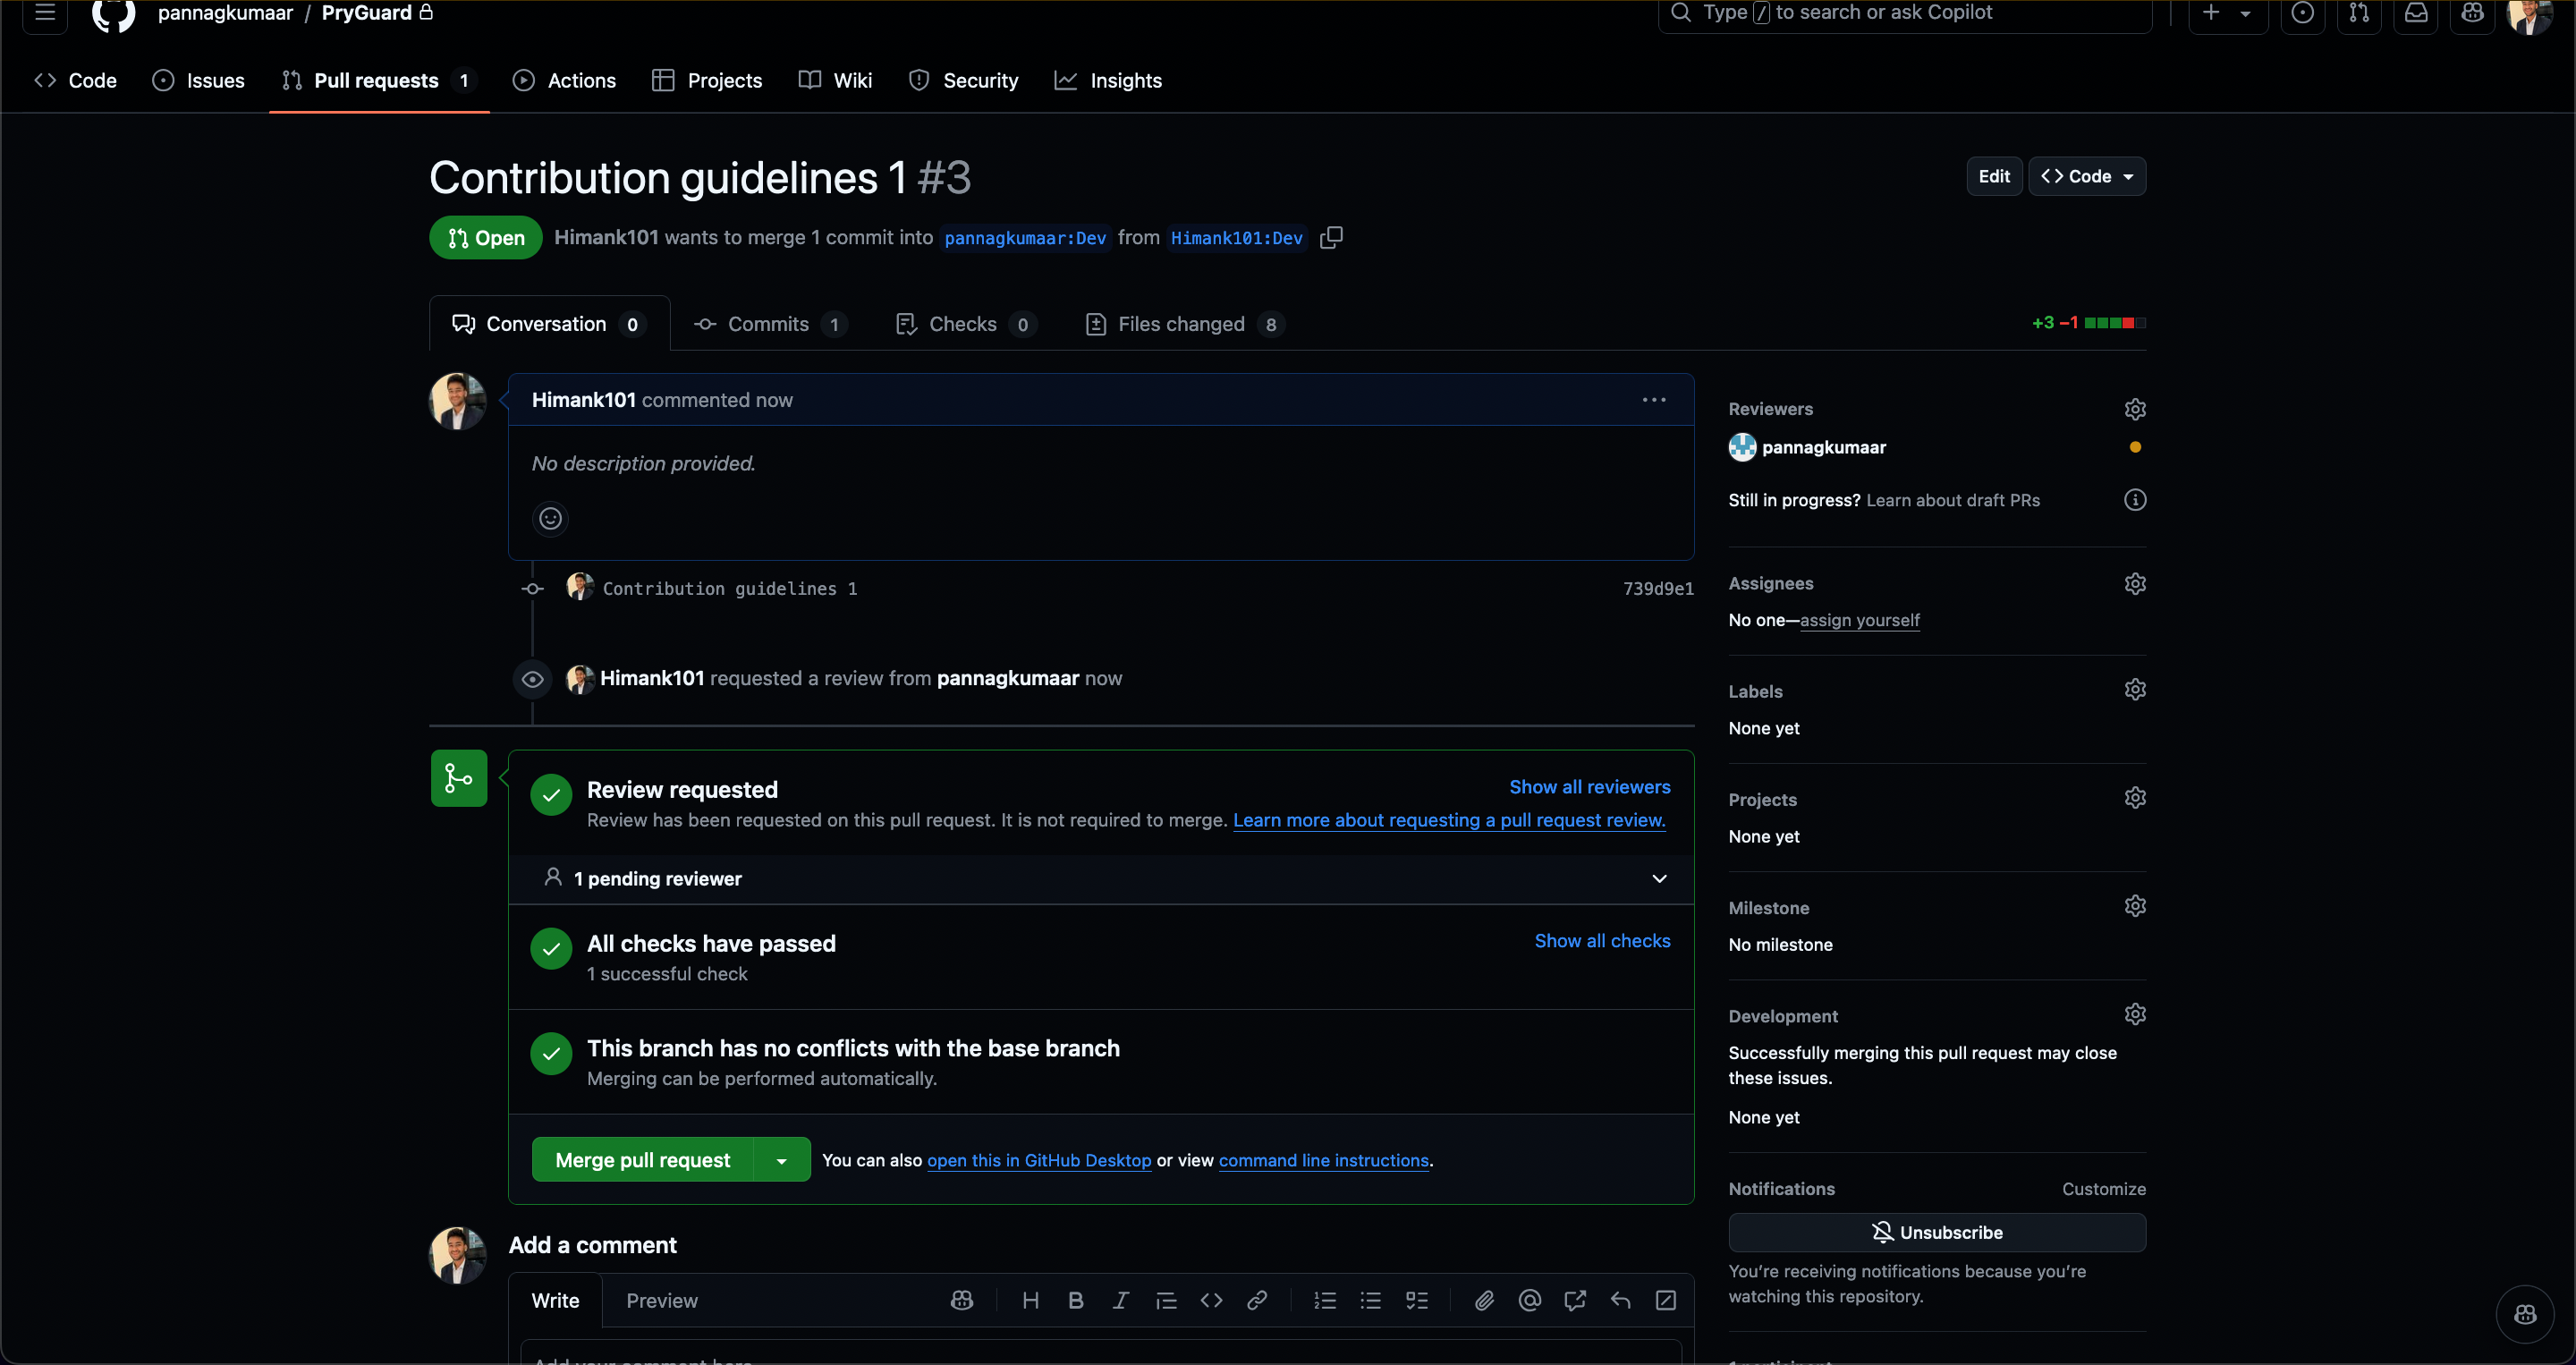 pannagkumaar / PryGuard
Type / to search or ask Copilot
Code
Issues
Pull requests 1
Actions
Projects
Wiki
Security
Insights
Contribution guidelines 1 #3
Edit
Code
Open
Himank101 wants to merge 1 commit into pannagkumaar:Dev from Himank101:Dev
Conversation 0
Commits 1
Checks 0
Files changed 8
+3 −1
Himank101 commented now
No description provided.
Contribution guidelines 1
739d9e1
Himank101 requested a review from pannagkumaar now
Review requested
Show all reviewers
Review has been requested on this pull request. It is not required to merge. Learn more about requesting a pull request review.
1 pending reviewer
All checks have passed
Show all checks
1 successful check
This branch has no conflicts with the base branch
Merging can be performed automatically.
Merge pull request
You can also open this in GitHub Desktop or view command line instructions.
Add a comment
Write
Preview
Reviewers
pannagkumaar
Still in progress? Learn about draft PRs
Assignees
No one—assign yourself
Labels
None yet
Projects
None yet
Milestone
No milestone
Development
Successfully merging this pull request may close
these issues.
None yet
Notifications
Customize
Unsubscribe
You're receiving notifications because you're
watching this repository.